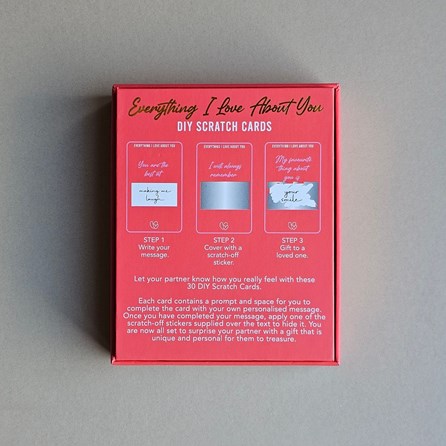 Everything I Love About You
DIY SCRATCH CARDS
EVERYTHING I LOVE ABOUT YOU
You are the
best at
making me
laugh
EVERYTHING I LOVE ABOUT YOU
I will always
remember
EVERYTHING I LOVE ABOUT YOU
My favourite
thing about
you is
your
smile
STEP 1
Write your
message.
STEP 2
Cover with a
scratch-off
sticker.
STEP 3
Gift to a
loved one.
Let your partner know how you really feel with these
30 DIY Scratch Cards.
Each card contains a prompt and space for you to
complete the card with your own personalised message.
Once you have completed your message, apply one of the
scratch-off stickers supplied over the text to hide it. You
are now all set to surprise your partner with a gift that is
unique and personal for them to treasure.